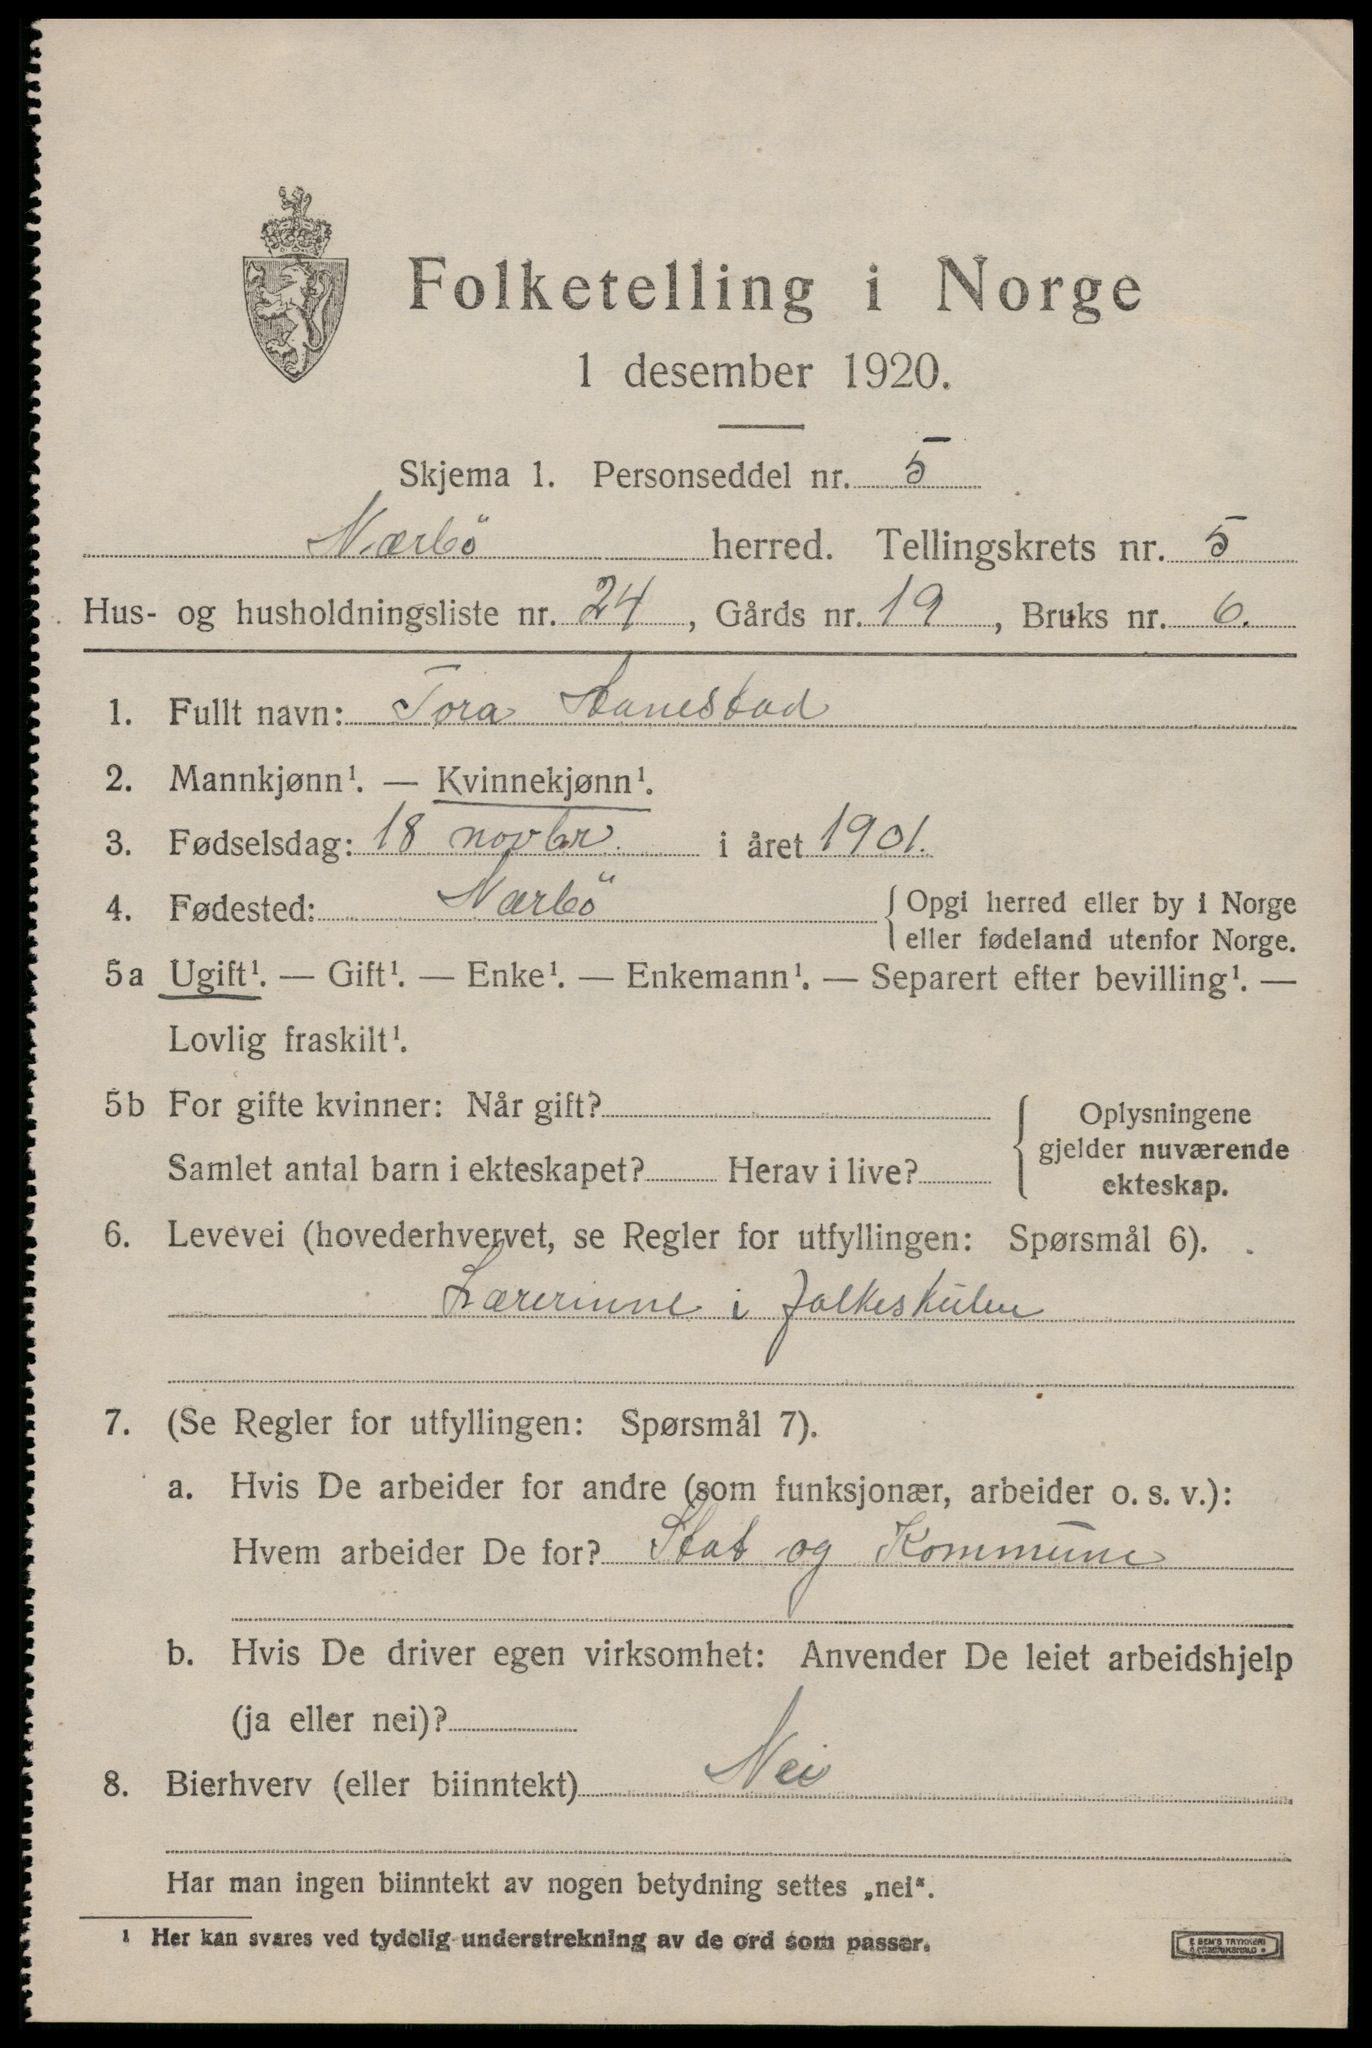 Folketelling i Norge
1 desember 1920.
Skjema 1. Personseddel nr. 5
Nærbö herred. Tellingskrets nr. 5
Hus- og husholdningsliste nr. 24, Gårds nr. 19, Bruks nr. 6.
1. Fullt navn: Tora Hanestad
2. Mannkjønn¹. — Kvinnekjønn¹.
3. Fødselsdag: 18 novbr. i året 1901.
4. Fødested: Nærbö { Opgi herred eller by i Norge
eller fødeland utenfor Norge.
5a Ugift¹. — Gift¹. — Enke¹. — Enkemann¹. — Separert efter bevilling¹. —
Lovlig fraskilt¹.
5b For gifte kvinner: Når gift? { Oplysningene
gjelder nuværende
Samlet antal barn i ekteskapet? Herav i live?
ekteskap.
6. Levevei (hovederhvervet, se Regler for utfyllingen: Spørsmål 6).
Lærerinne i folkeskulen
7. (Se Regler for utfyllingen: Spørsmål 7).
a. Hvis De arbeider for andre (som funksjonær, arbeider o. s. v.):
Hvem arbeider De for? Stat og Kommune
b. Hvis De driver egen virksomhet: Anvender De leiet arbeidshjelp
(ja eller nei)?
8. Bierhverv (eller biinntekt) Nei
Har man ingen biinntekt av nogen betydning settes „nei".
¹ Her kan svares ved tydelig understrekning av de ord som passer.
E SEM'S TRYKKERI
FREDRIKSHALD